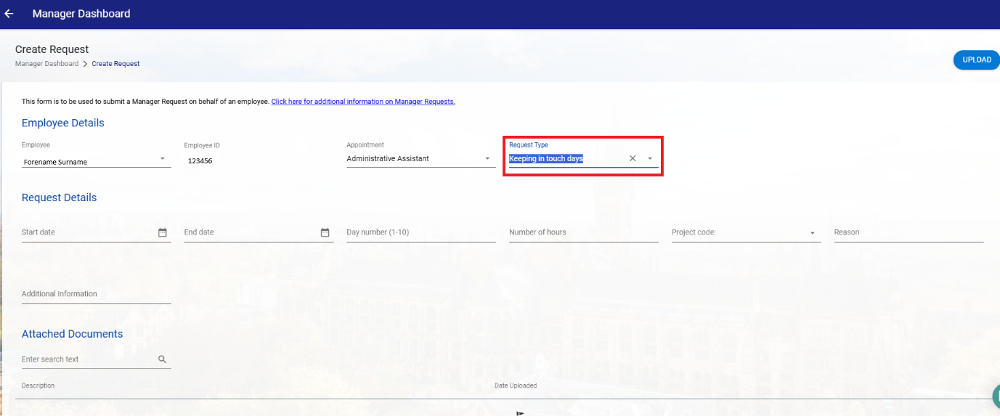 Manager Dashboard
Create Request
Manager Dashboard > Create Request
UPLOAD
This form is to be used to submit a Manager Request on behalf of an employee. Click here for additional information on Manager Requests.
Employee Details
Employee Employee ID Appointment Request Type
Forename Surname 123456 Administrative Assistant Keeping in touch days
Request Details
Start date End date Day number (1-10) Number of hours Project code: Reason
Additional Information
Attached Documents
Enter search text
Description Date Uploaded